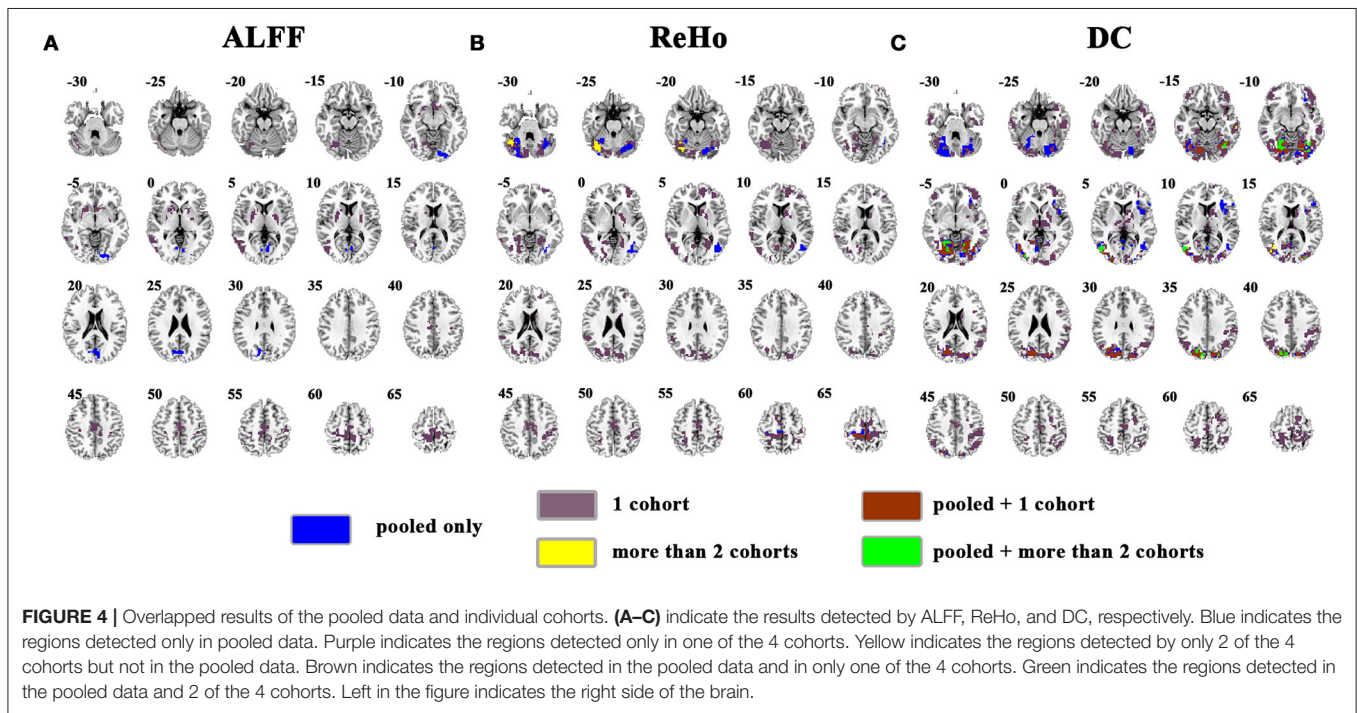 A ALFF B ReHo C DC
-30 -25 -20 -15 -10 -30 -25 -20 -15 -10 -30 -25 -20 -15 -10
-5 0 5 10 15 -5 0 5 10 15 -5 0 5 10 15
20 25 30 35 40 20 25 30 35 40 20 25 30 35 40
45 50 55 60 65 45 50 55 60 65 45 50 55 60 65
pooled only
1 cohort
more than 2 cohorts
pooled + 1 cohort
pooled + more than 2 cohorts
FIGURE 4 | Overlapped results of the pooled data and individual cohorts. (A–C) indicate the results detected by ALFF, ReHo, and DC, respectively. Blue indicates the
regions detected only in pooled data. Purple indicates the regions detected only in one of the 4 cohorts. Yellow indicates the regions detected by only 2 of the 4
cohorts but not in the pooled data. Brown indicates the regions detected in the pooled data and in only one of the 4 cohorts. Green indicates the regions detected in
the pooled data and 2 of the 4 cohorts. Left in the figure indicates the right side of the brain.